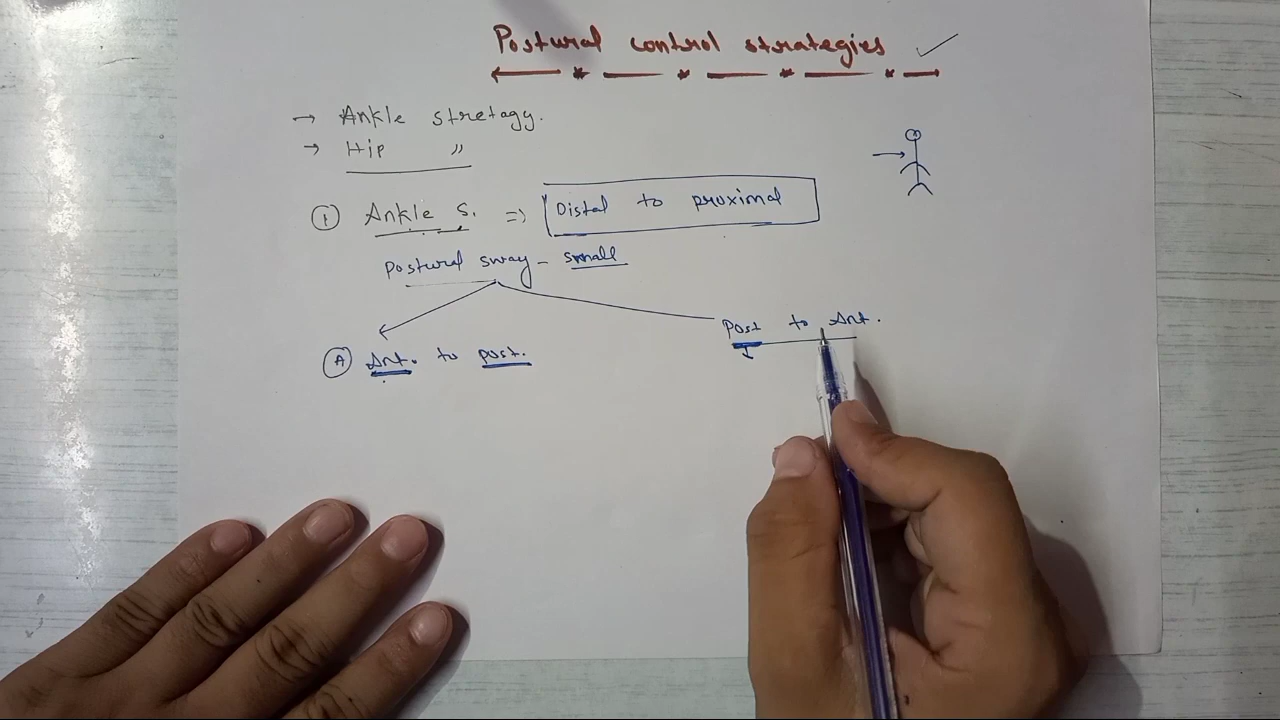 Postural control strategies
→ Ankle stretagy.
→ Hip "
① Ankle S. ⇒ Distal to proximal
Postural sway - small
Post to Ant.
Ⓐ Ant. to post.